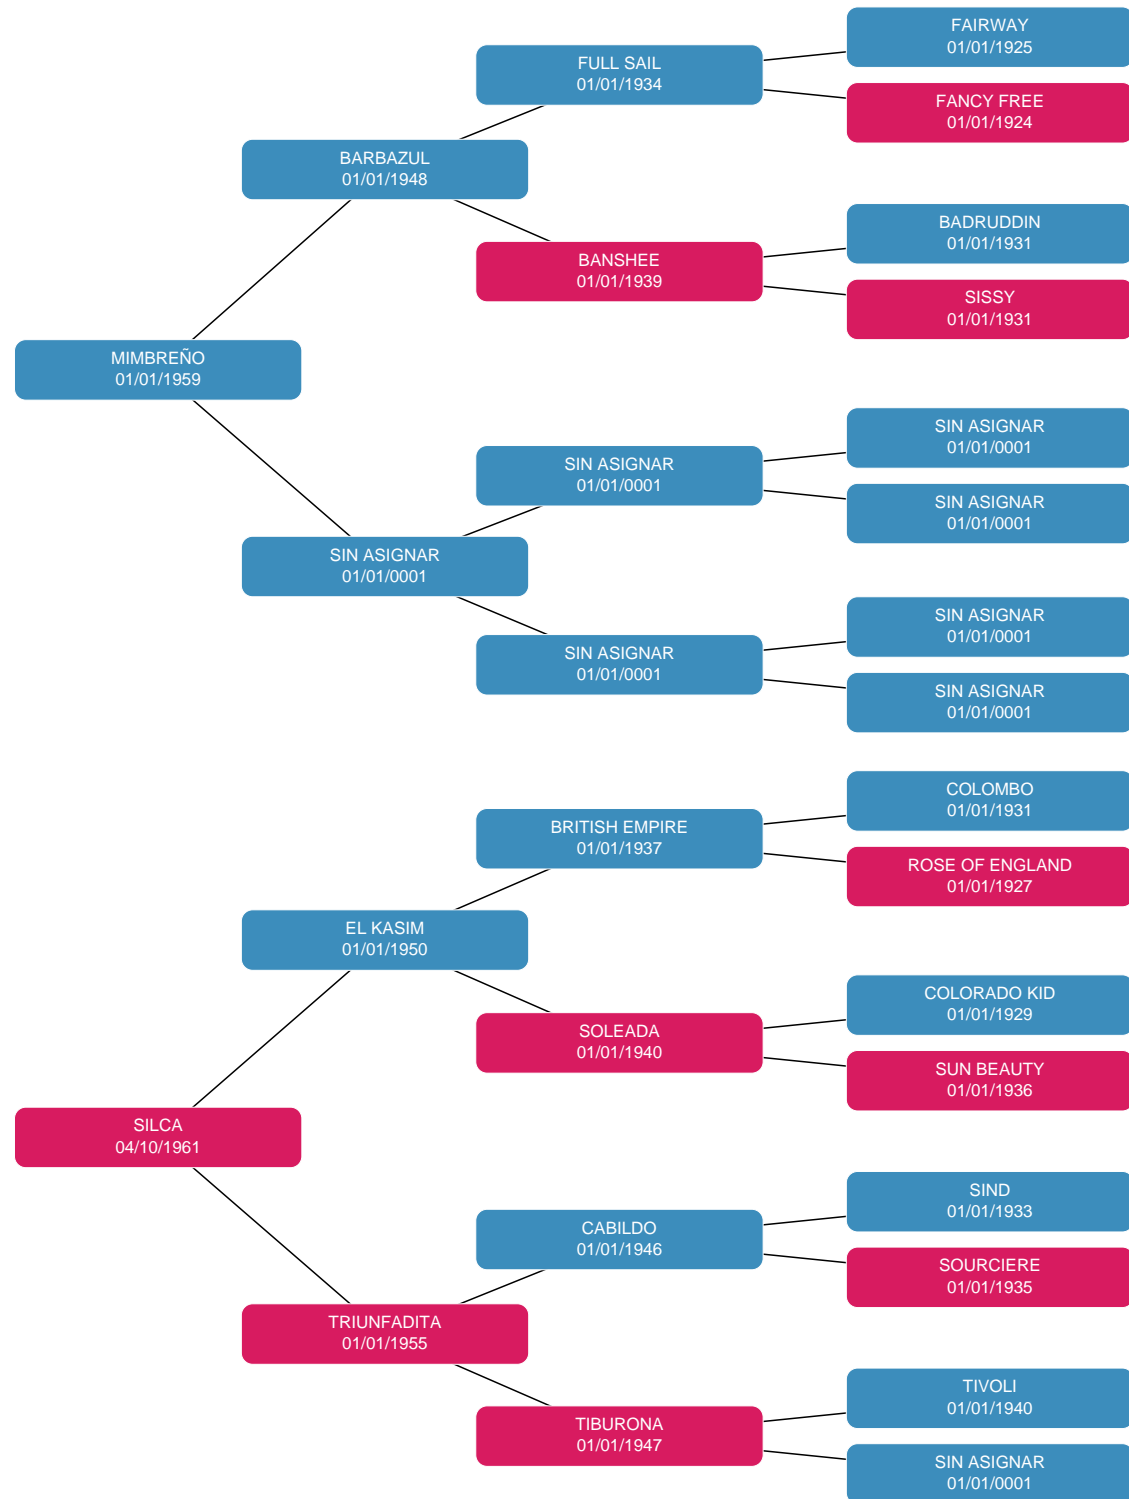 FAIRWAY
01/01/1925
FULL SAIL
01/01/1934
FANCY FREE
01/01/1924
BARBAZUL
01/01/1948
BADRUDDIN
01/01/1931
BANSHEE
01/01/1939
SISSY
01/01/1931
MIMBREÑO
01/01/1959
SIN ASIGNAR
01/01/0001
SIN ASIGNAR
01/01/0001
SIN ASIGNAR
01/01/0001
SIN ASIGNAR
01/01/0001
SIN ASIGNAR
01/01/0001
SIN ASIGNAR
01/01/0001
SIN ASIGNAR
01/01/0001
COLOMBO
01/01/1931
BRITISH EMPIRE
01/01/1937
ROSE OF ENGLAND
01/01/1927
EL KASIM
01/01/1950
COLORADO KID
01/01/1929
SOLEADA
01/01/1940
SUN BEAUTY
01/01/1936
SILCA
04/10/1961
SIND
01/01/1933
CABILDO
01/01/1946
SOURCIERE
01/01/1935
TRIUNFADITA
01/01/1955
TIVOLI
01/01/1940
TIBURONA
01/01/1947
SIN ASIGNAR
01/01/0001